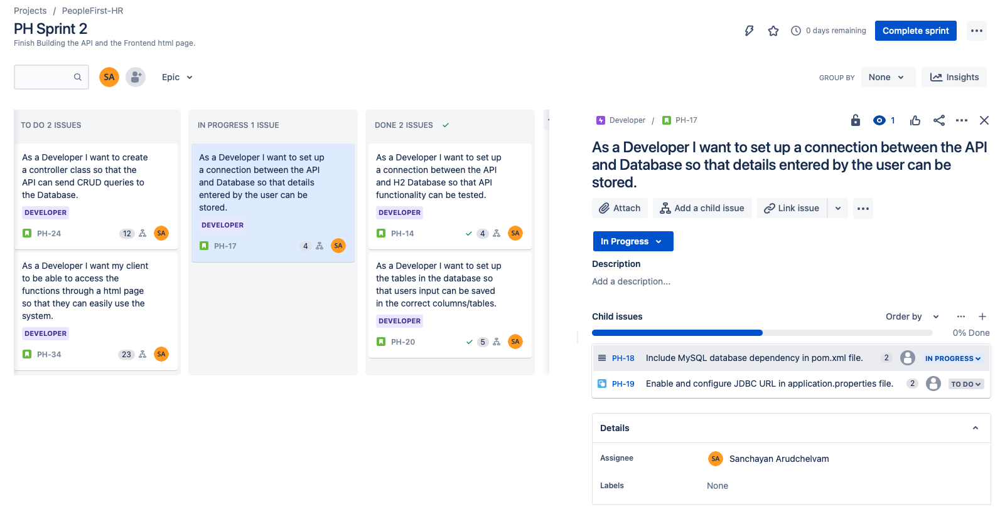 Projects / PeopleFirst-HR
PH Sprint 2
Finish Building the API and the Frontend html page.
0 days remaining
Complete sprint
SA
Epic
GROUP BY
None
Insights
TO DO 2 ISSUES
As a Developer I want to create
a controller class so that the
API can send CRUD queries to
the Database.
DEVELOPER
PH-24
12
SA
As a Developer I want my client
to be able to access the
functions through a html page
so that they can easily use the
system.
DEVELOPER
PH-34
23
SA
IN PROGRESS 1 ISSUE
As a Developer I want to set up
a connection between the API
and Database so that details
entered by the user can be
stored.
DEVELOPER
PH-17
4
SA
DONE 2 ISSUES
As a Developer I want to set up
a connection between the API
and H2 Database so that API
functionality can be tested.
DEVELOPER
PH-14
4
SA
As a Developer I want to set up
the tables in the database so
that users input can be saved
in the correct columns/tables.
DEVELOPER
PH-20
5
SA
Developer / PH-17
1
As a Developer I want to set up a connection between the API
and Database so that details entered by the user can be
stored.
Attach
Add a child issue
Link issue
In Progress
Description
Add a description...
Child issues
Order by
0% Done
PH-18 Include MySQL database dependency in pom.xml file. 2 IN PROGRESS
PH-19 Enable and configure JDBC URL in application.properties file. 2 TO DO
Details
Assignee
SA Sanchayan Arudchelvam
Labels
None